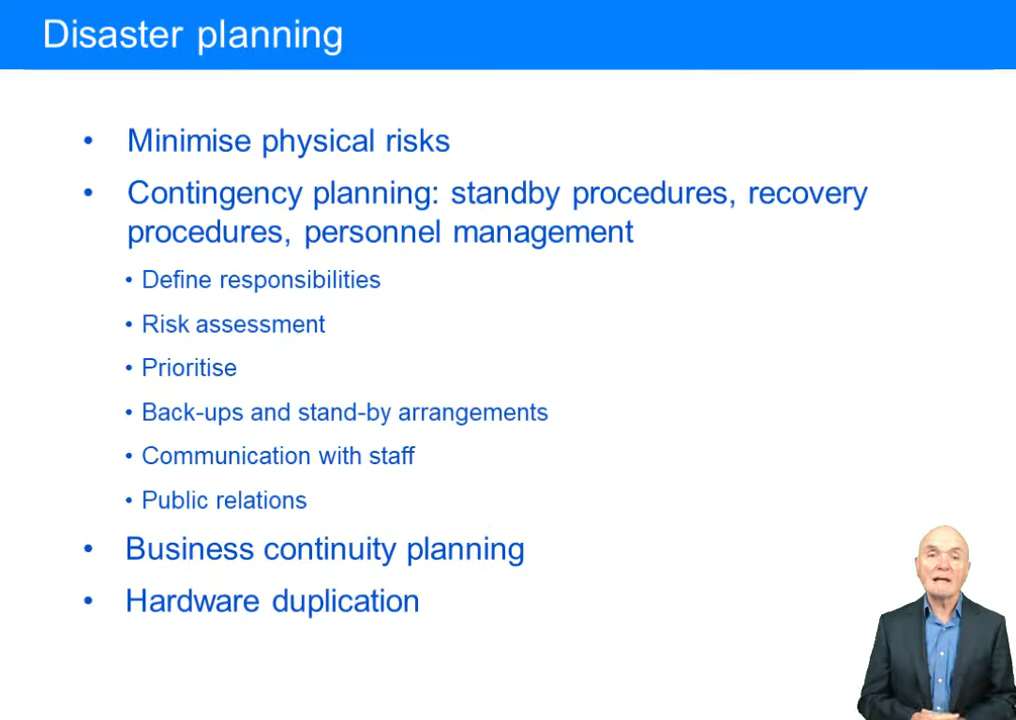 Disaster planning
• Minimise physical risks
• Contingency planning: standby procedures, recovery
procedures, personnel management
• Define responsibilities
• Risk assessment
• Prioritise
• Back-ups and stand-by arrangements
• Communication with staff
• Public relations
• Business continuity planning
• Hardware duplication